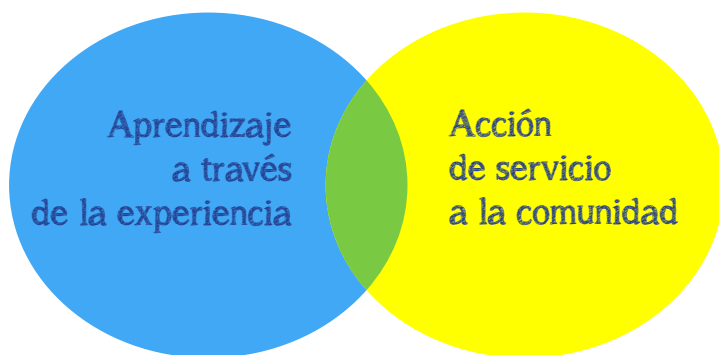 Aprendizaje
a través
de la experiencia
Acción
de servicio
a la comunidad